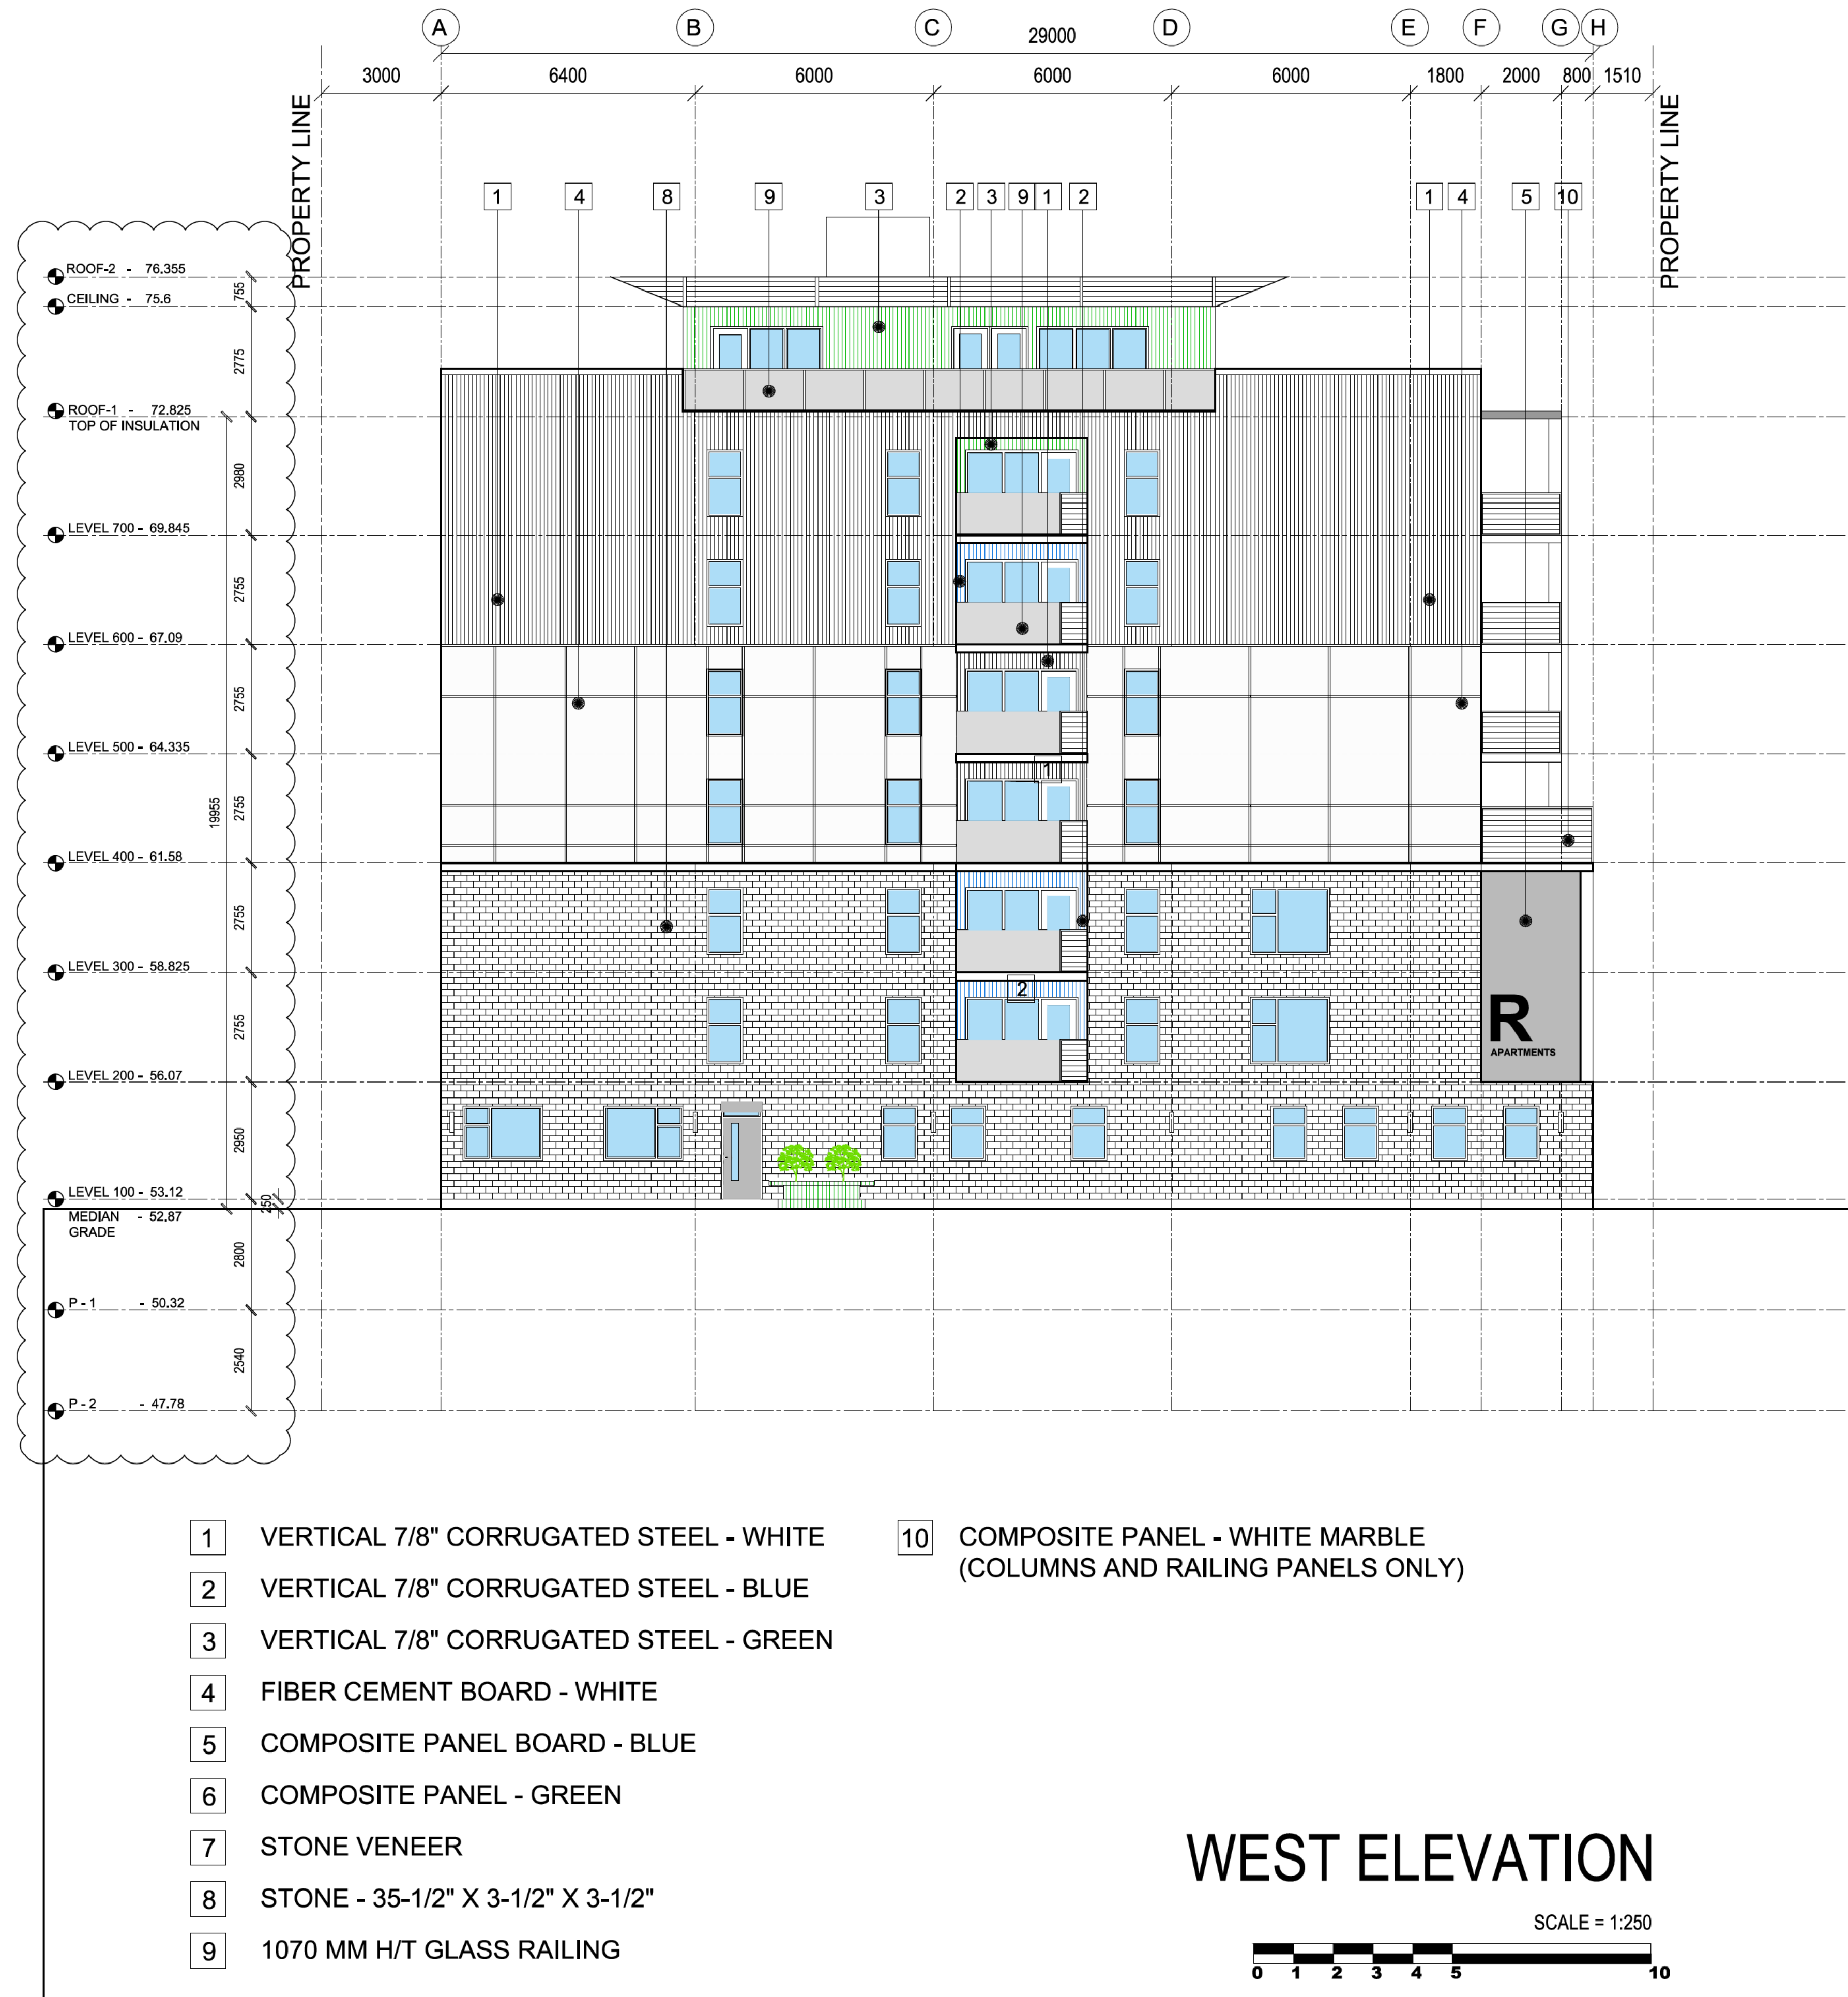 A B C D E F G H
29000
3000 6400 6000 6000 6000 1800 2000 800 1510
PROPERTY LINE
PROPERTY LINE
1 4 8 9 3 2 3 9 1 2 1 4 5 10
ROOF-2 - 76.355
755
CEILING - 75.6
2775
ROOF-1 - 72.825
TOP OF INSULATION
2980
LEVEL 700 - 69.845
2755
LEVEL 600 - 67.09
2755
LEVEL 500 - 64.335
1
19955
2755
LEVEL 400 - 61.58
2755
LEVEL 300 - 58.825
2
2755
R
APARTMENTS
LEVEL 200 - 56.07
2950
LEVEL 100 - 53.12
250
MEDIAN - 52.87
GRADE
2800
P - 1 - 50.32
2540
P - 2 - 47.78
1 VERTICAL 7/8" CORRUGATED STEEL - WHITE
2 VERTICAL 7/8" CORRUGATED STEEL - BLUE
3 VERTICAL 7/8" CORRUGATED STEEL - GREEN
4 FIBER CEMENT BOARD - WHITE
5 COMPOSITE PANEL BOARD - BLUE
6 COMPOSITE PANEL - GREEN
7 STONE VENEER
8 STONE - 35-1/2" X 3-1/2" X 3-1/2"
9 1070 MM H/T GLASS RAILING
10 COMPOSITE PANEL - WHITE MARBLE
(COLUMNS AND RAILING PANELS ONLY)
WEST ELEVATION
SCALE = 1:250
0 1 2 3 4 5 10